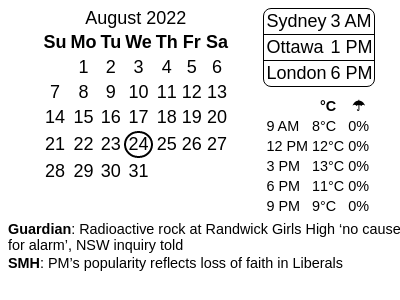 August 2022
Su Mo Tu We Th Fr Sa
1 2 3 4 5 6
7 8 9 10 11 12 13
14 15 16 17 18 19 20
21 22 23 24 25 26 27
28 29 30 31
Sydney 3 AM
Ottawa 1 PM
London 6 PM
°C ☂
9 AM 8°C 0%
12 PM 12°C 0%
3 PM 13°C 0%
6 PM 11°C 0%
9 PM 9°C 0%
Guardian: Radioactive rock at Randwick Girls High ‘no cause
for alarm’, NSW inquiry told
SMH: PM’s popularity reflects loss of faith in Liberals